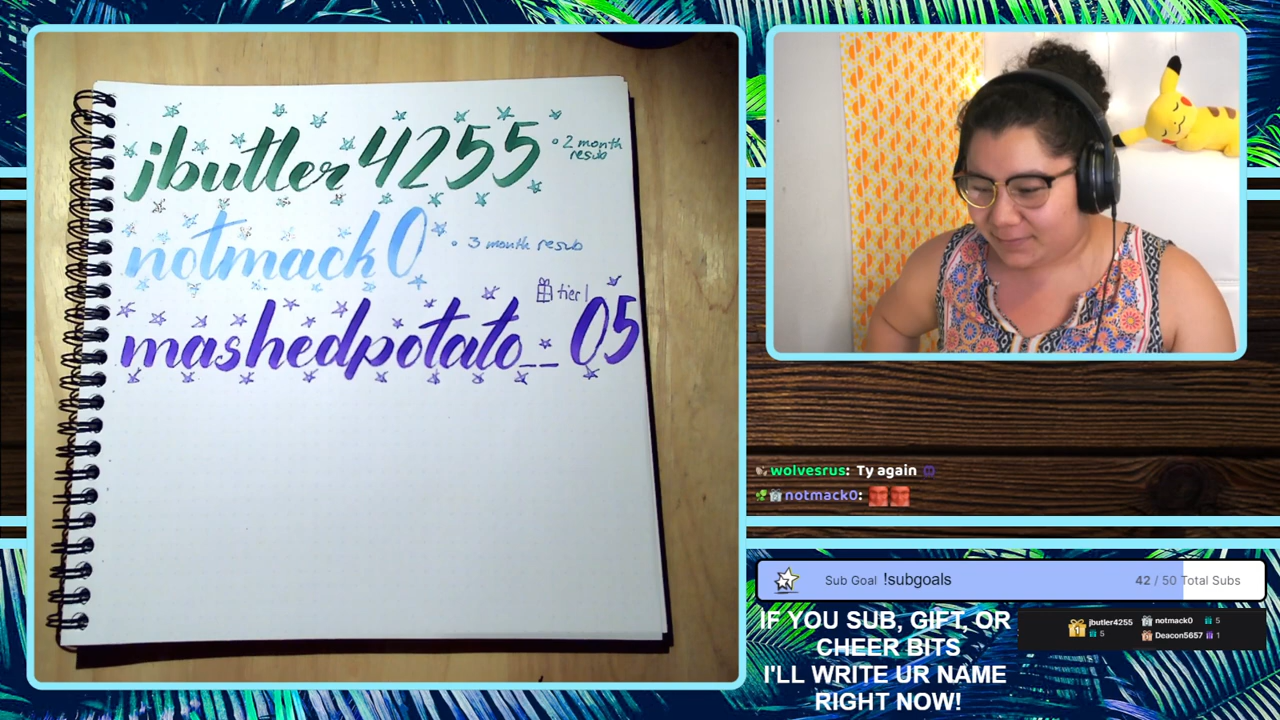 jbutler4255
• 2 month
resub
notmack0
• 3 month resub
tier 1
mashedpotato__05
wolvesrus: Ty again
notmack0:
Sub Goal !subgoals
42 / 50 Total Subs
IF YOU SUB, GIFT, OR
CHEER BITS
I'LL WRITE UR NAME
RIGHT NOW!
1
jbutler4255
5
notmack0 5
Deacon5657 1